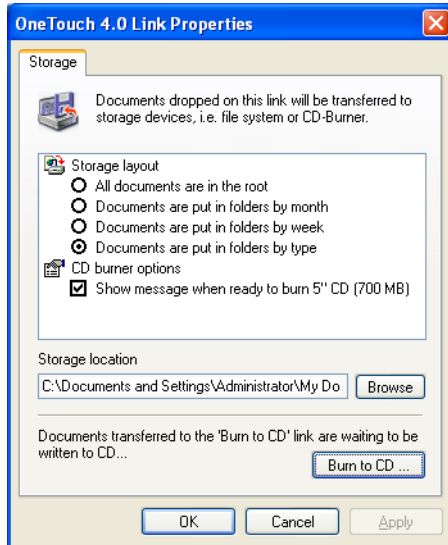 OneTouch 4.0 Link Properties
Storage
Documents dropped on this link will be transferred to
storage devices, i.e. file system or CD-Burner.
Storage layout
All documents are in the root
Documents are put in folders by month
Documents are put in folders by week
Documents are put in folders by type
CD burner options
Show message when ready to burn 5" CD (700 MB)
Storage location
C:\Documents and Settings\Administrator\My Do
Browse
Documents transferred to the 'Burn to CD' link are waiting to be
written to CD...
Burn to CD ...
OK
Cancel
Apply